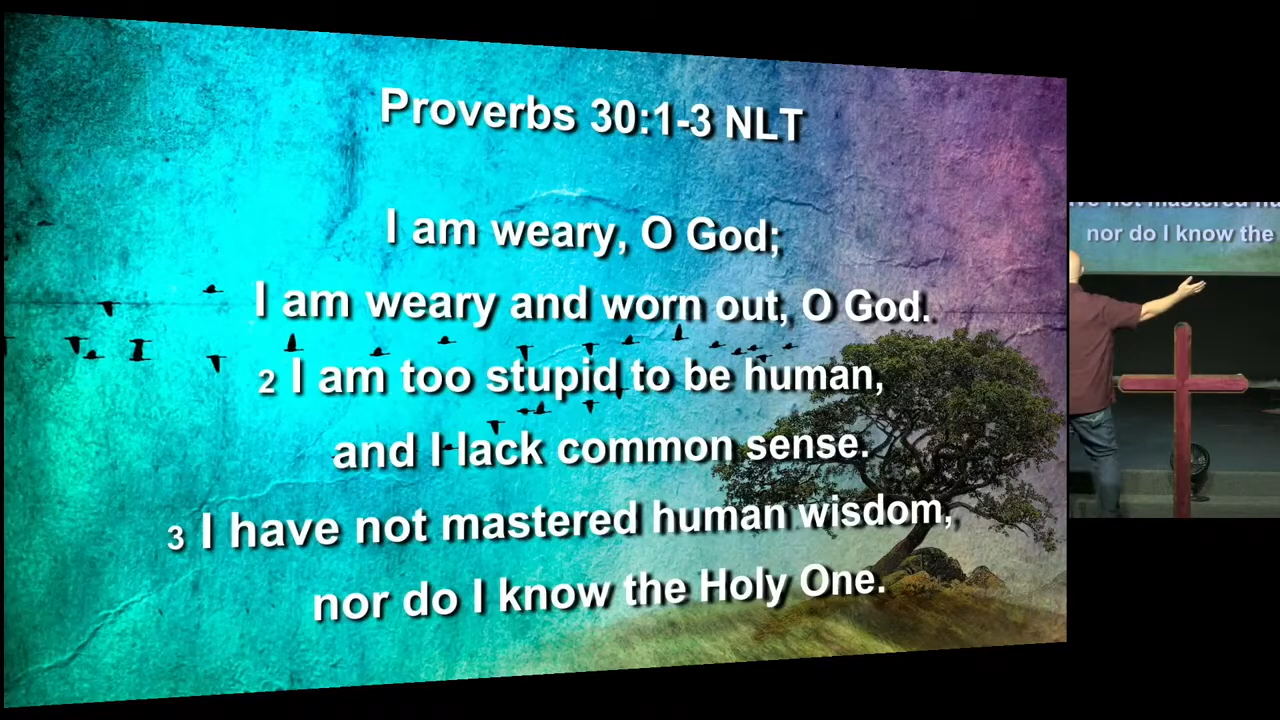 Proverbs 30:1-3 NLT
I am weary, O God;
I am weary and worn out, O God.
2 I am too stupid to be human,
and I lack common sense.
3 I have not mastered human wisdom,
nor do I know the Holy One.
not mastered
nor do I know the